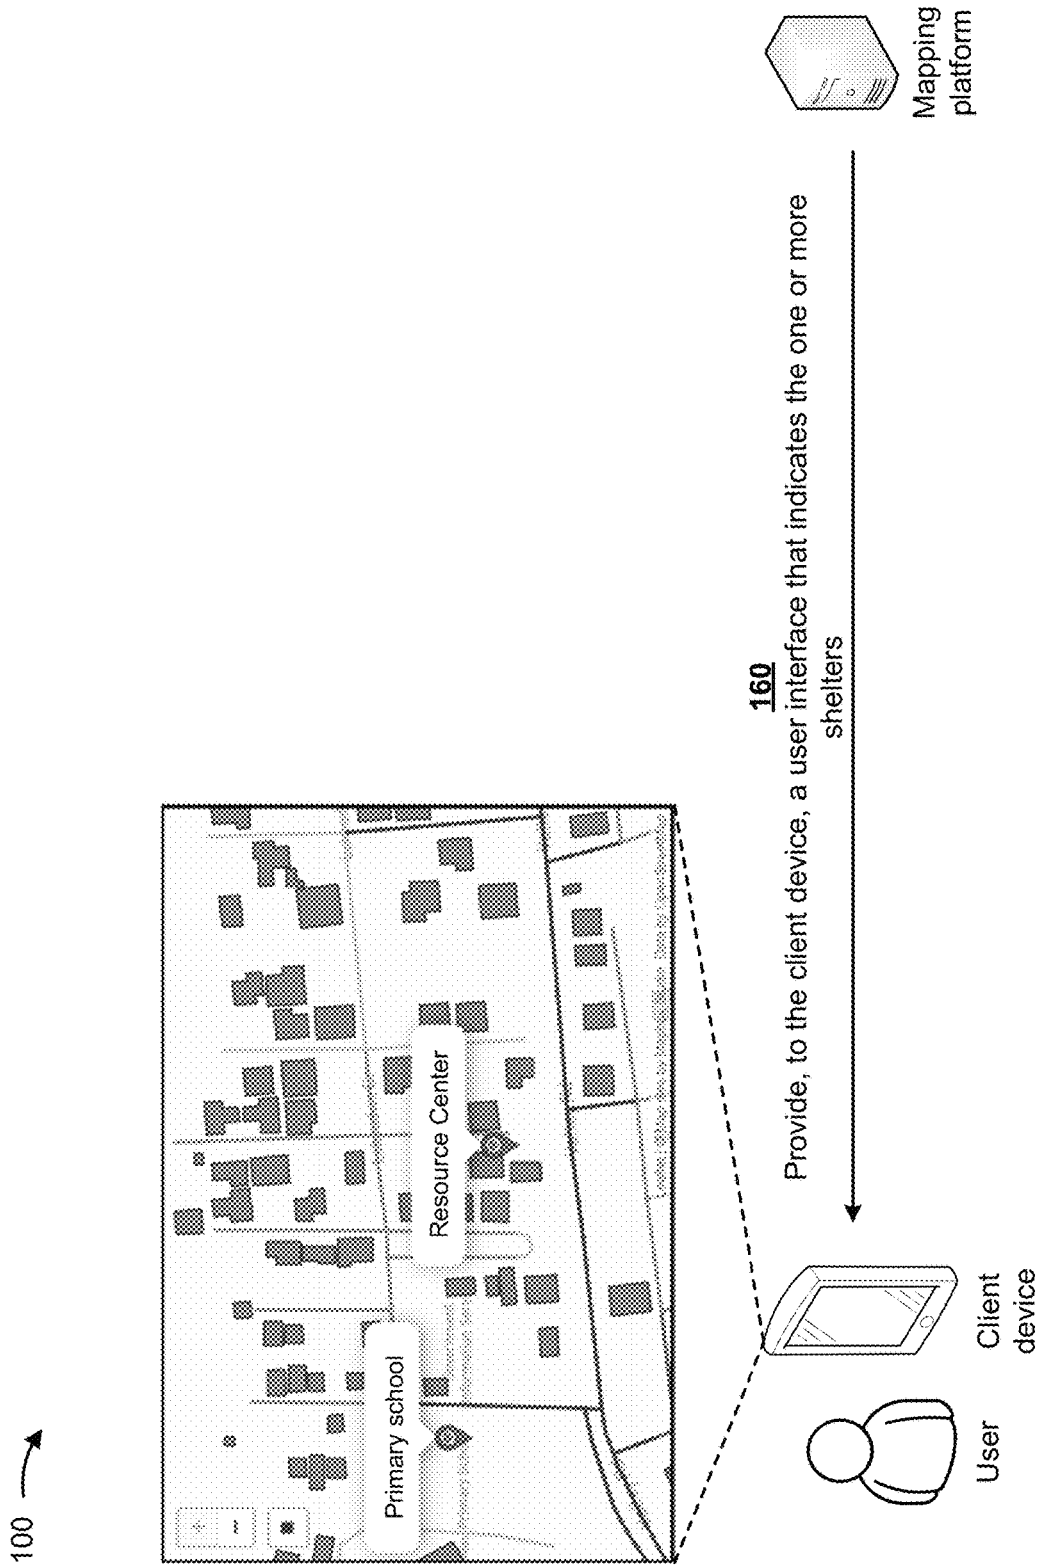 100
+
−
Primary school
Resource Center
160
Provide, to the client device, a user interface that indicates the one or more
shelters
User
Client
device
Mapping
platform